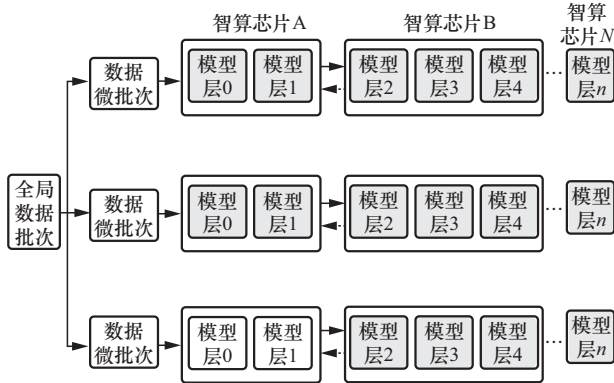 智算芯片A
智算芯片B
智算
芯片N
数据
微批次
模型
层0
模型
层1
模型
层2
模型
层3
模型
层4
…
模型
层n
全局
数据
批次
数据
微批次
模型
层0
模型
层1
模型
层2
模型
层3
模型
层4
…
模型
层n
数据
微批次
模型
层0
模型
层1
模型
层2
模型
层3
模型
层4
…
模型
层n